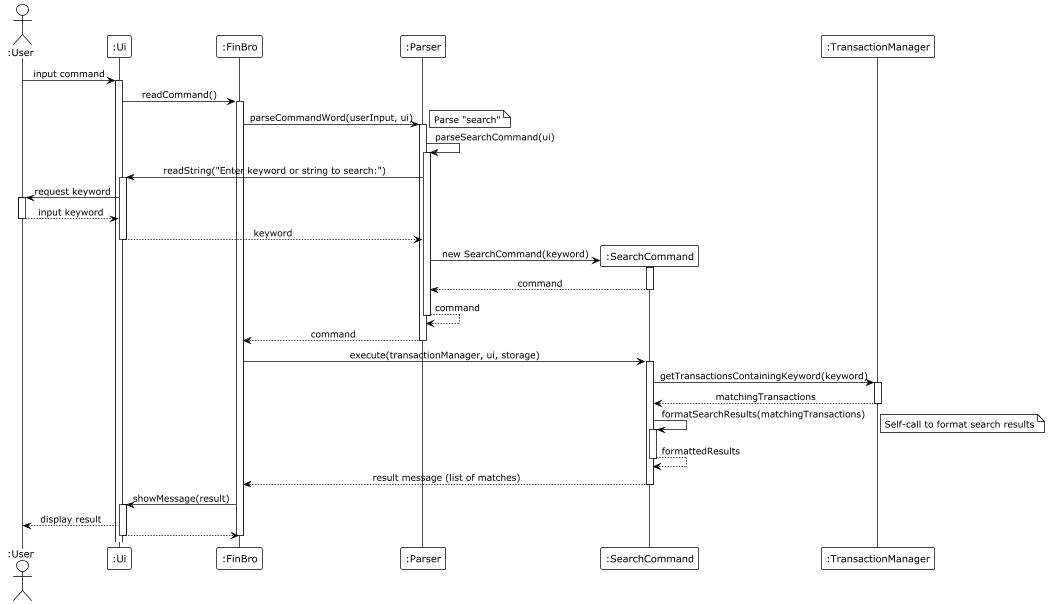 :User
:Ui
:FinBro
:Parser
:TransactionManager
input command
readCommand()
parseCommandWord(userInput, ui)
Parse "search"
parseSearchCommand(ui)
readString("Enter keyword or string to search:")
request keyword
input keyword
keyword
new SearchCommand(keyword)
:SearchCommand
command
command
command
execute(transactionManager, ui, storage)
getTransactionsContainingKeyword(keyword)
matchingTransactions
formatSearchResults(matchingTransactions)
Self-call to format search results
formattedResults
result message (list of matches)
showMessage(result)
display result
:User
:Ui
:FinBro
:Parser
:SearchCommand
:TransactionManager